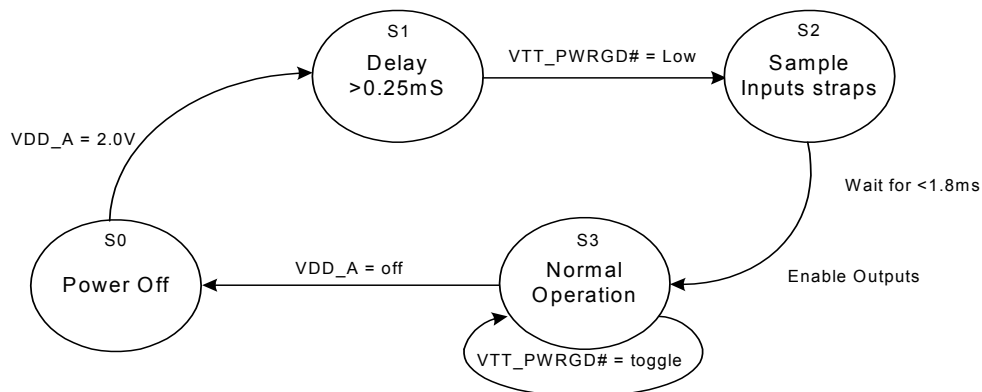 S1
Delay
>0.25mS
VTT_PWRGD# = Low
S2
Sample
Inputs straps
VDD_A = 2.0V
Wait for <1.8ms
S0
Power Off
VDD_A = off
S3
Normal
Operation
Enable Outputs
VTT_PWRGD# = toggle